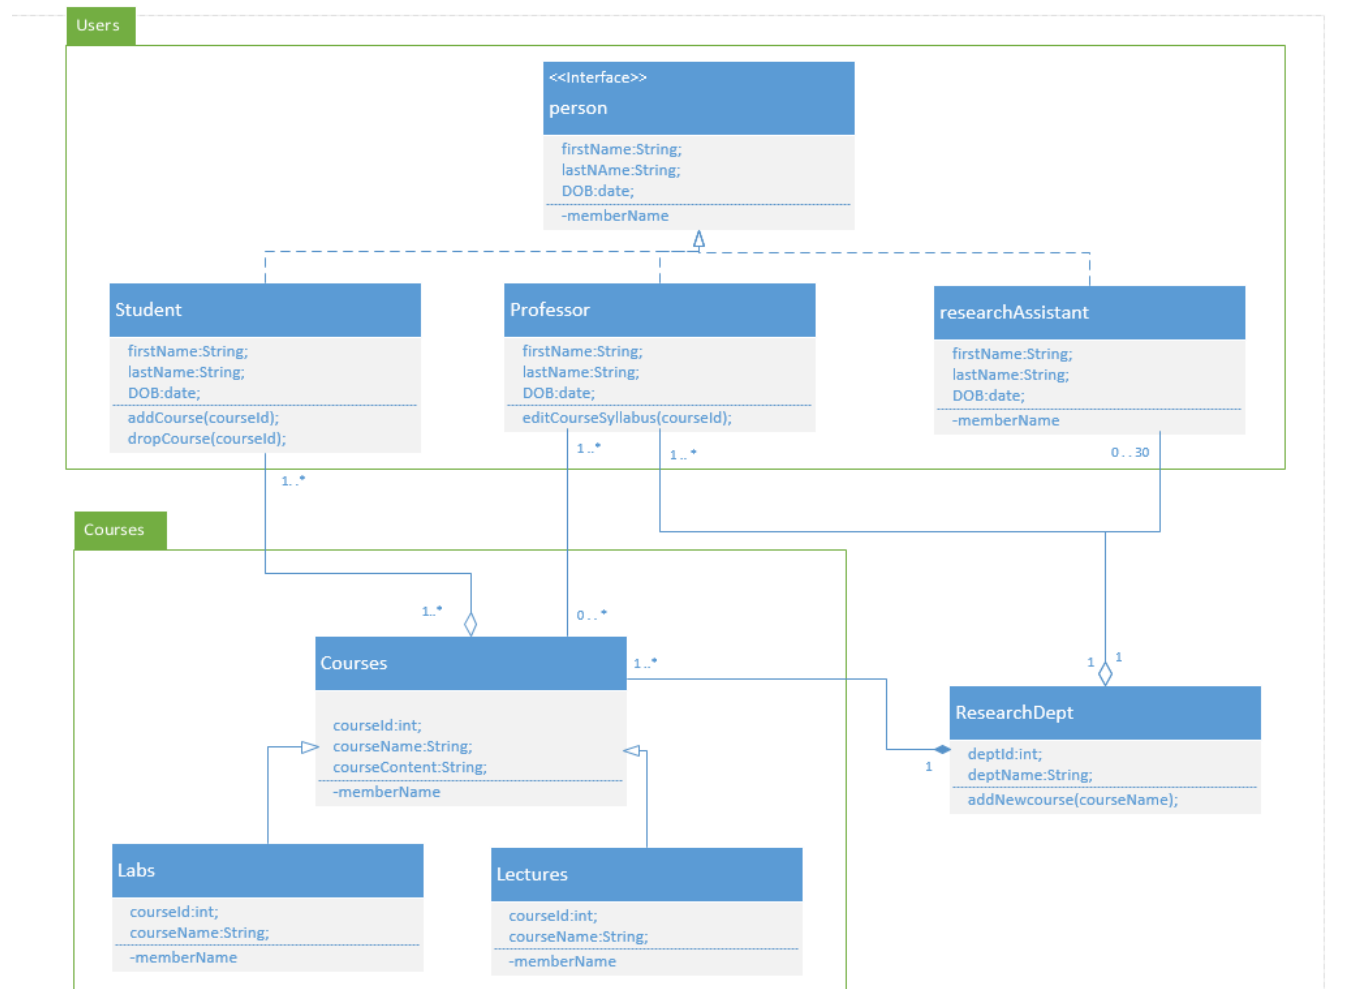 Users
<<Interface>>
person
firstName:String;
lastNAme:String;
DOB:date;
-memberName
Student
firstName:String;
lastName:String;
DOB:date;
addCourse(courseId);
dropCourse(courseId);
Professor
firstName:String;
lastName:String;
DOB:date;
editCourseSyllabus(courseId);
researchAssistant
firstName:String;
lastName:String;
DOB:date;
-memberName
1..*
1..*
1..*
0..30
Courses
1..*
0..*
Courses
courseId:int;
courseName:String;
courseContent:String;
-memberName
1..*
1
1
1
ResearchDept
deptId:int;
deptName:String;
addNewcourse(courseName);
Labs
courseId:int;
courseName:String;
-memberName
Lectures
courseId:int;
courseName:String;
-memberName